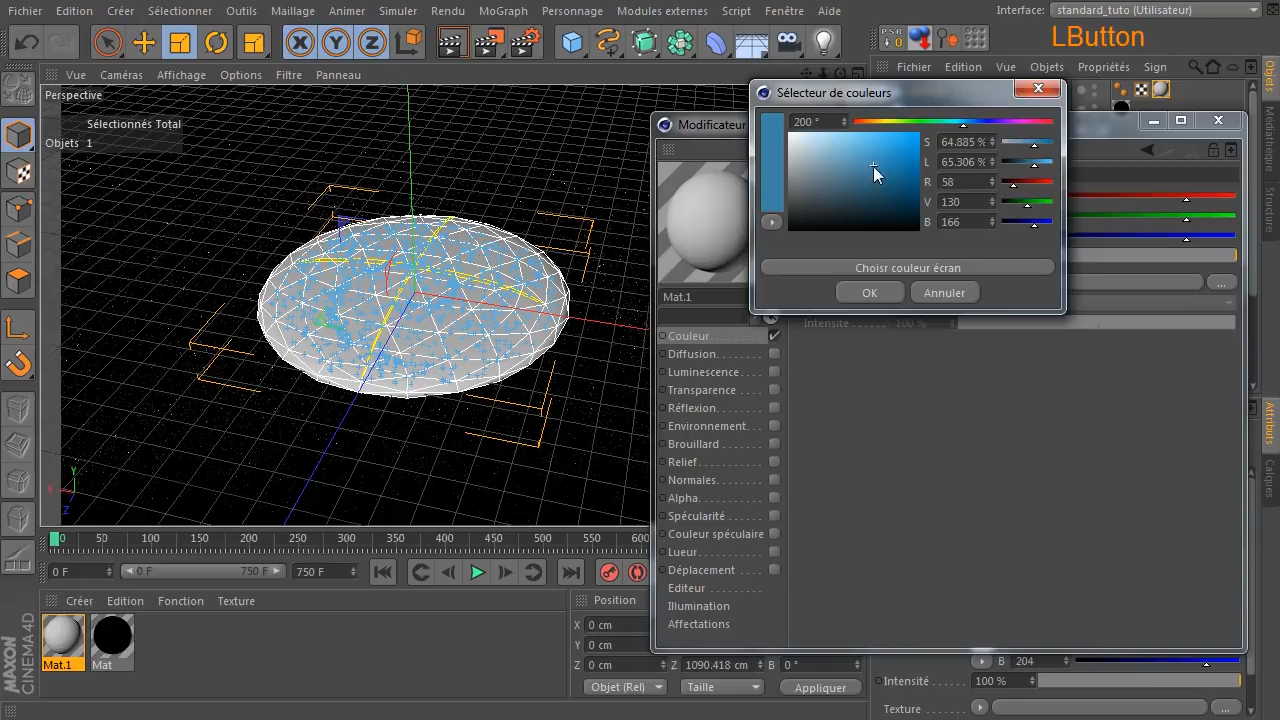 Fichier Edition Créer Sélectionner Outils Maillage Animer Simuler Rendu MoGraph Personnage Modules externes Script Fenêtre Aide Interface: standard_tuto (Utilisateur)
LButton
X Y Z
PSR
0
Vue Caméras Affichage Options Filtre Panneau
Fichier Edition Vue Objets Propriétés Sign
Perspective
Sélectionnés Total
Objets 1
Sélecteur de couleurs
200 °
S 64.885 %
L 65.306 %
R 58
V 130
B 166
Choisr couleur écran
OK Annuler
Modificateur
Mat.1
Intensité 100 %
Couleur
Diffusion
Luminescence
Transparence
Réflexion
Environnement
Brouillard
Relief
Normales
Alpha
Spécularité
Couleur spéculaire
Lueur
Déplacement
Editeur
Illumination
Affectations
Objets
Médiathèque
Structure
Attributs
Calques
Y
X
Z
0 50 100 150 200 250 300 350 400 450 500 550 600
0 F 0 F 750 F 750 F
Créer Edition Fonction Texture
Mat.1 Mat
Position
X 0 cm
Y 0 cm
Z 0 cm Z 1090.418 cm B 0 °
Objet (Rel) Taille Appliquer
B 204
Intensité 100 %
Texture
...
MAXON
CINEMA 4D